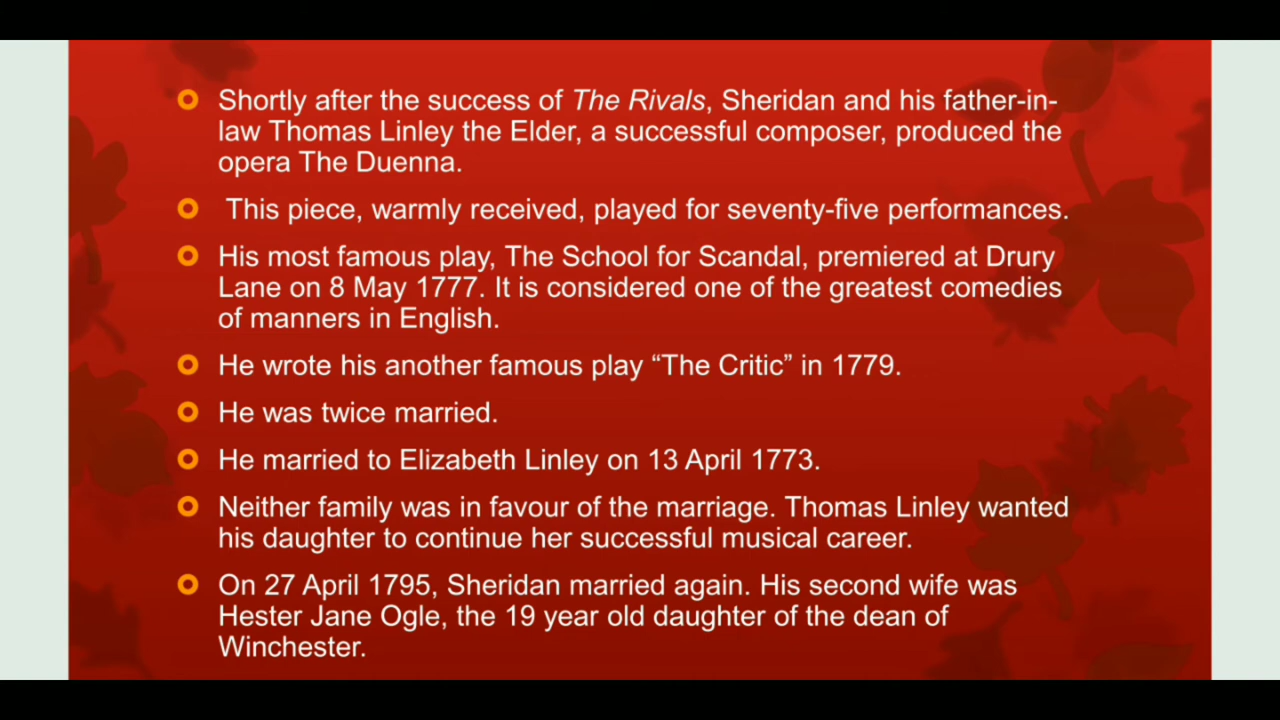 Shortly after the success of The Rivals, Sheridan and his father-in-
law Thomas Linley the Elder, a successful composer, produced the
opera The Duenna.
This piece, warmly received, played for seventy-five performances.
His most famous play, The School for Scandal, premiered at Drury
Lane on 8 May 1777. It is considered one of the greatest comedies
of manners in English.
He wrote his another famous play “The Critic” in 1779.
He was twice married.
He married to Elizabeth Linley on 13 April 1773.
Neither family was in favour of the marriage. Thomas Linley wanted
his daughter to continue her successful musical career.
On 27 April 1795, Sheridan married again. His second wife was
Hester Jane Ogle, the 19 year old daughter of the dean of
Winchester.